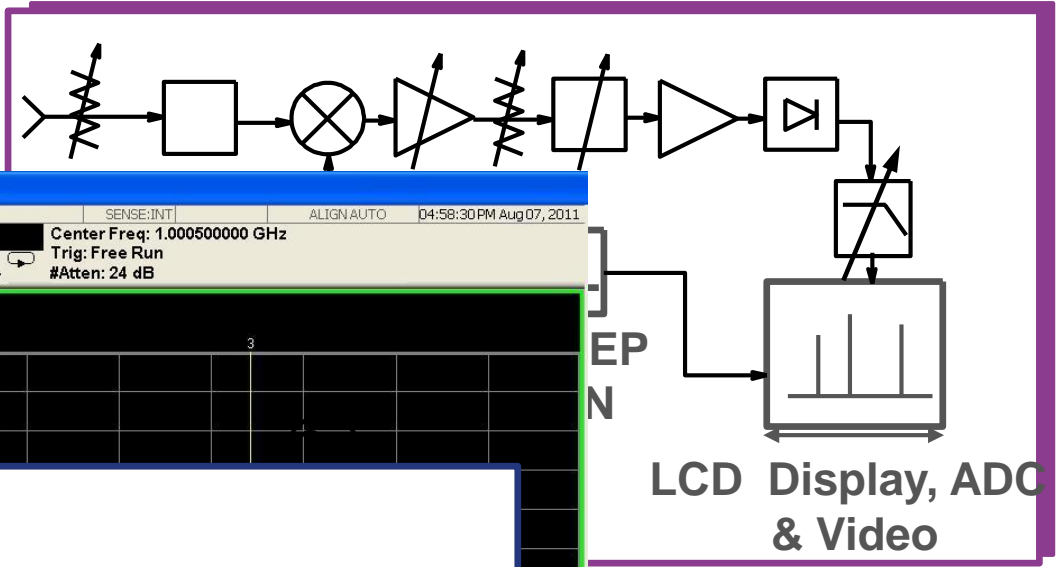 SENSE:INT ALIGN AUTO 04:58:30 PM Aug 07, 2011
Center Freq: 1.000500000 GHz
Trig: Free Run
#Atten: 24 dB
3
EP
N
LCD Display, ADC
& Video